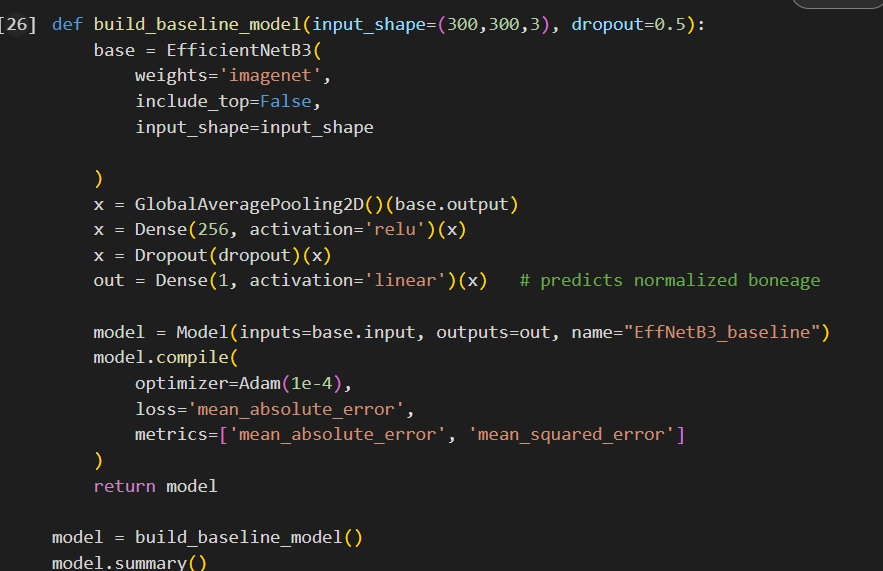 [26] def build_baseline_model(input_shape=(300,300,3), dropout=0.5):
    base = EfficientNetB3(
        weights='imagenet',
        include_top=False,
        input_shape=input_shape

    )
    x = GlobalAveragePooling2D()(base.output)
    x = Dense(256, activation='relu')(x)
    x = Dropout(dropout)(x)
    out = Dense(1, activation='linear')(x)   # predicts normalized boneage

    model = Model(inputs=base.input, outputs=out, name="EffNetB3_baseline")
    model.compile(
        optimizer=Adam(1e-4),
        loss='mean_absolute_error',
        metrics=['mean_absolute_error', 'mean_squared_error']
    )
    return model

model = build_baseline_model()
model.summary()